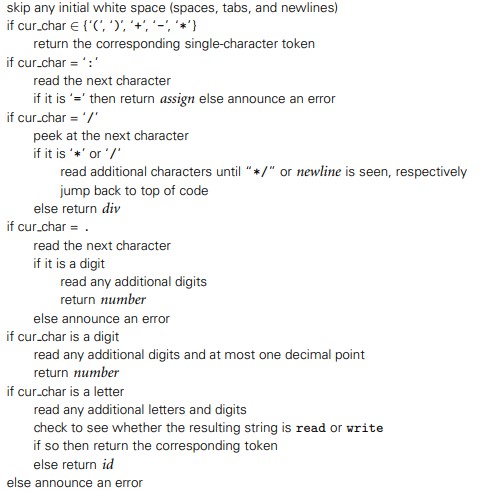 skip any initial white space (spaces, tabs, and newlines)
if cur_char ∈ {‘(’, ‘)’, ‘+’, ‘-’, ‘*’}
return the corresponding single-character token
if cur_char = ‘:’
read the next character
if it is ‘=’ then return assign else announce an error
if cur_char = ‘/’
peek at the next character
if it is ‘*’ or ‘/’
read additional characters until “*/” or newline is seen, respectively
jump back to top of code
else return div
if cur_char = .
read the next character
if it is a digit
read any additional digits
return number
else announce an error
if cur_char is a digit
read any additional digits and at most one decimal point
return number
if cur_char is a letter
read any additional letters and digits
check to see whether the resulting string is read or write
if so then return the corresponding token
else return id
else announce an error